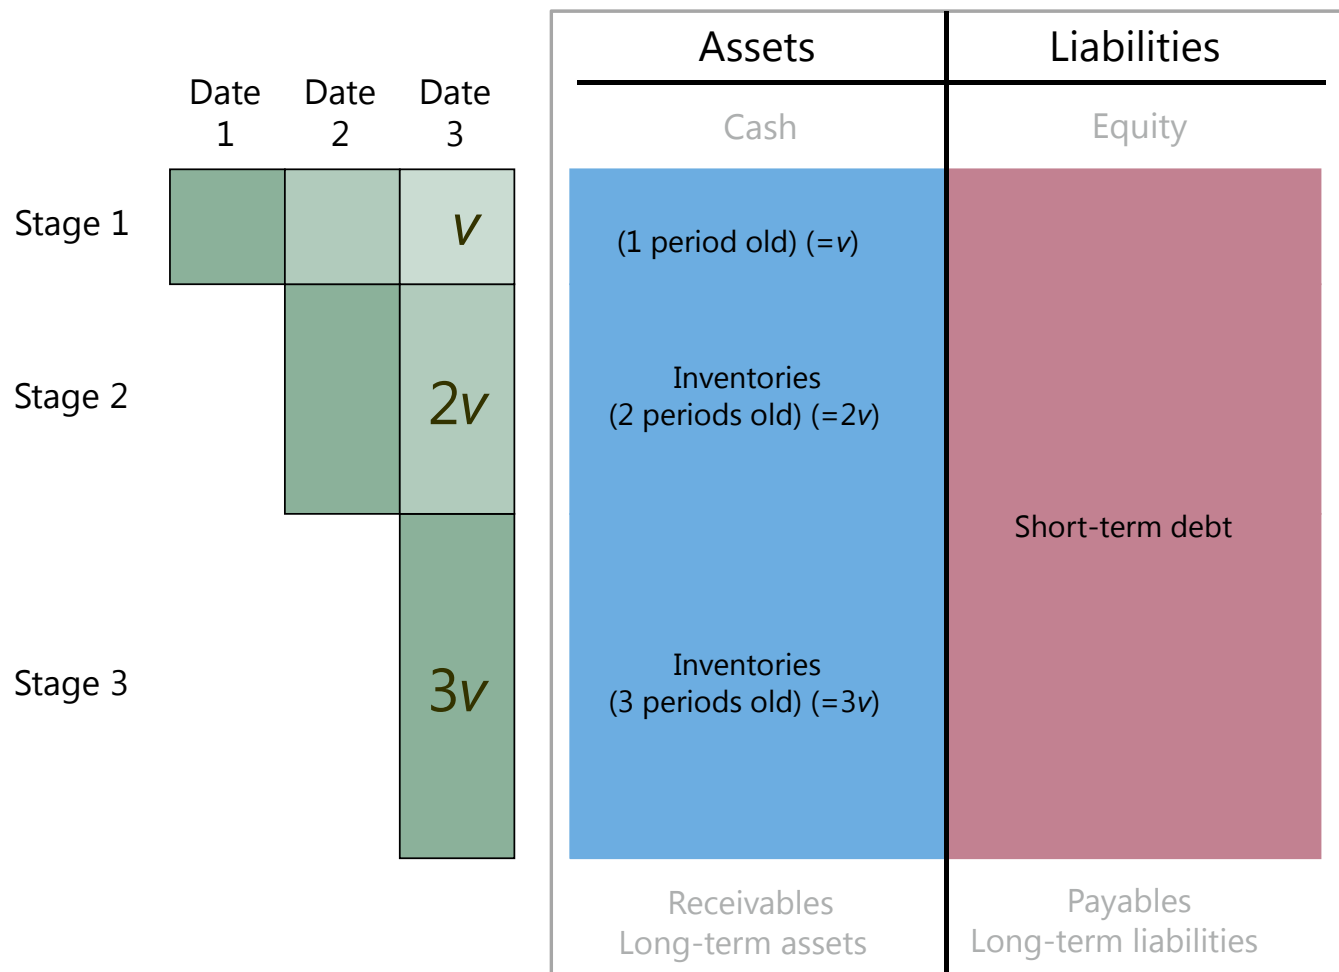 Date
1
Date
2
Date
3
Stage 1
v
Stage 2
2v
Stage 3
3v
Assets
Liabilities
Cash
Equity
(1 period old) (=v)
Inventories
(2 periods old) (=2v)
Short-term debt
Inventories
(3 periods old) (=3v)
Receivables
Long-term assets
Payables
Long-term liabilities